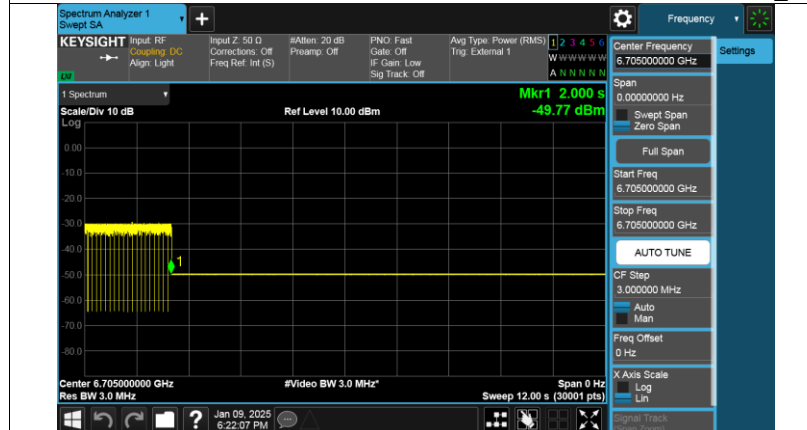 Spectrum Analyzer 1
Swept SA
+
Frequency
KEYSIGHT
Input: RF
Coupling: DC
Align: Light
Input Z: 50 Ω
Corrections: Off
Freq Ref: Int (S)
#Atten: 20 dB
Preamp: Off
PNO: Fast
Gate: Off
IF Gain: Low
Sig Track: Off
Avg Type: Power (RMS)
Trig: External 1
1 2 3 4 5 6
W W W W W W
A N N N N N
LXI
1 Spectrum
Scale/Div 10 dB
Ref Level 10.00 dBm
Mkr1 2.000 s
-49.77 dBm
Log
0.00
-10.0
-20.0
-30.0
-40.0
-50.0
-60.0
-70.0
-80.0
1
Center 6.705000000 GHz
Res BW 3.0 MHz
#Video BW 3.0 MHz*
Span 0 Hz
Sweep 12.00 s (30001 pts)
?
Jan 09, 2025
6:22:07 PM
Center Frequency
6.705000000 GHz
Span
0.00000000 Hz
Swept Span
Zero Span
Full Span
Start Freq
6.705000000 GHz
Stop Freq
6.705000000 GHz
AUTO TUNE
CF Step
3.000000 MHz
Auto
Man
Freq Offset
0 Hz
X Axis Scale
Log
Lin
Signal Track
(Span Zoom)
Settings